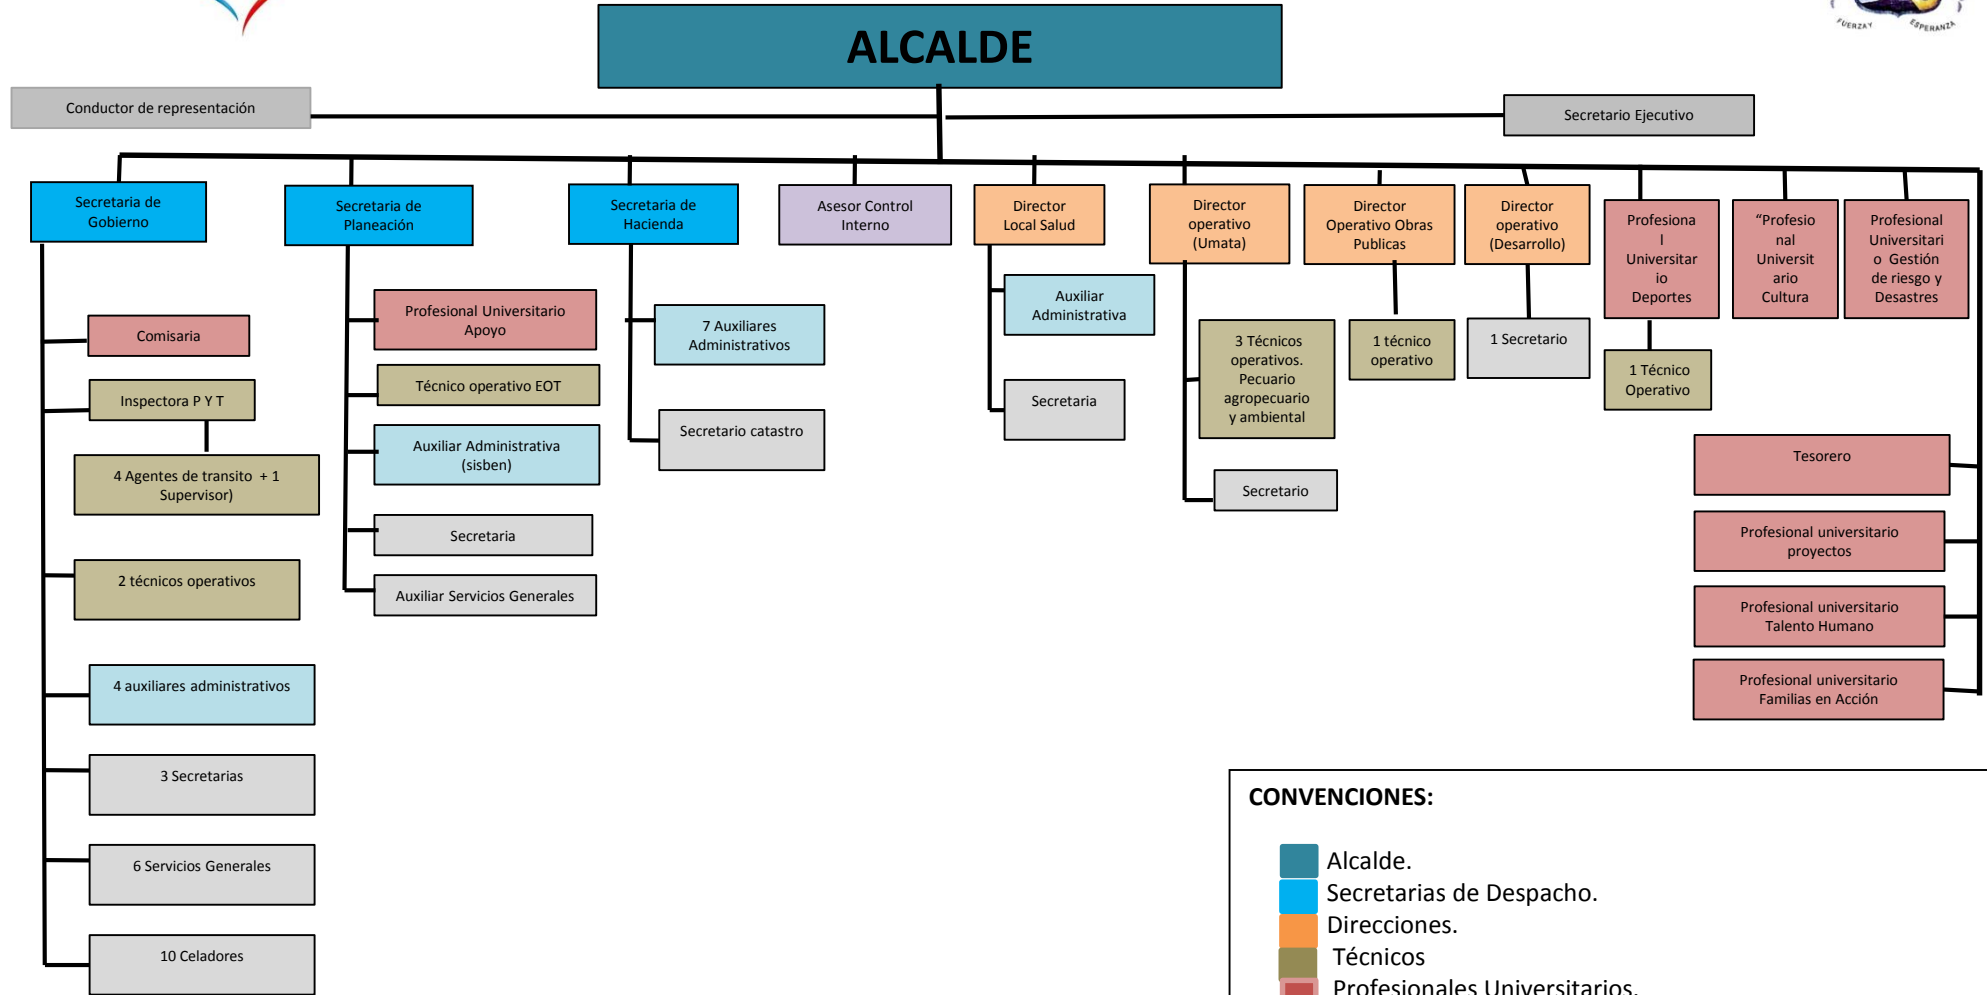 FUERZA Y ESPERANZA
ALCALDE
Conductor de representación
Secretario Ejecutivo
Secretaria de
Gobierno
Secretaria de
Planeación
Secretaria de
Hacienda
Asesor Control
Interno
Director
Local Salud
Director
operativo
(Umata)
Director
Operativo Obras
Publicas
Director
operativo
(Desarrollo)
Profesiona
l
Universitar
io
Deportes
“Profesio
nal
Universit
ario
Cultura
Profesional
Universitari
o Gestión
de riesgo y
Desastres
Comisaria
Inspectora P Y T
4 Agentes de transito + 1
Supervisor)
2 técnicos operativos
4 auxiliares administrativos
3 Secretarias
6 Servicios Generales
10 Celadores
Profesional Universitario
Apoyo
Técnico operativo EOT
Auxiliar Administrativa
(sisben)
Secretaria
Auxiliar Servicios Generales
7 Auxiliares
Administrativos
Secretario catastro
Auxiliar
Administrativa
Secretaria
3 Técnicos
operativos.
Pecuario
agropecuario
y ambiental
Secretario
1 técnico
operativo
1 Secretario
1 Técnico
Operativo
Tesorero
Profesional universitario
proyectos
Profesional universitario
Talento Humano
Profesional universitario
Familias en Acción
CONVENCIONES:
Alcalde.
Secretarias de Despacho.
Direcciones.
Técnicos
Profesionales Universitarios.